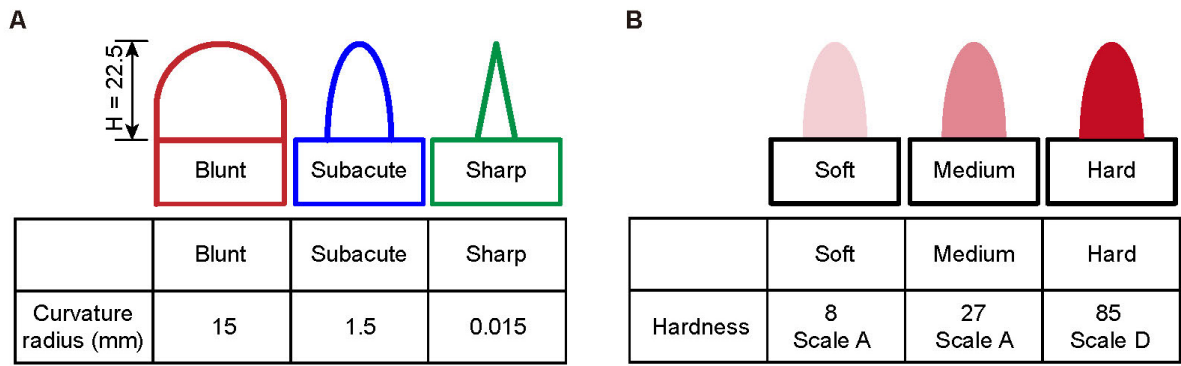 A
H = 22.5
Blunt Subacute Sharp
Blunt Subacute Sharp
Curvature
radius (mm) 15 1.5 0.015
B
Soft Medium Hard
Soft Medium Hard
Hardness 8 27 85
Scale A Scale A Scale D